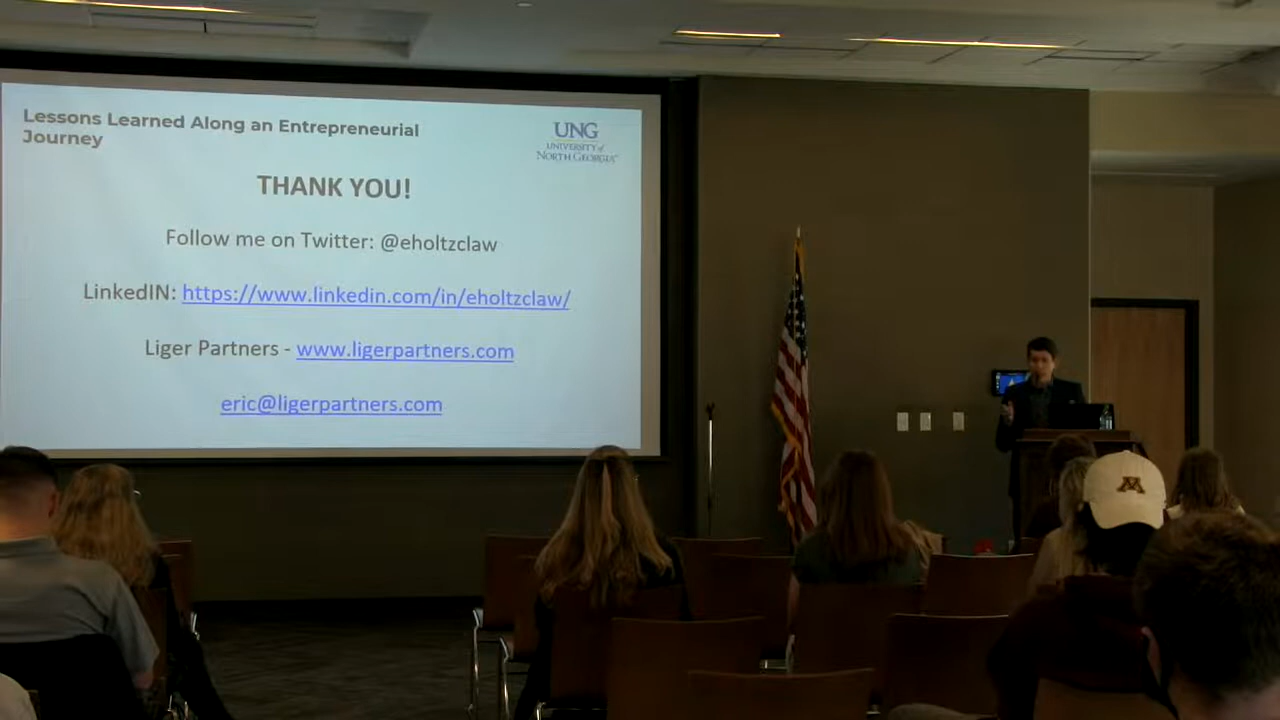 Lessons Learned Along an Entrepreneurial
Journey
UNG
UNIVERSITY of
NORTH GEORGIA
THANK YOU!
Follow me on Twitter: @eholtzclaw
LinkedIN: https://www.linkedin.com/in/eholtzclaw/
Liger Partners - www.ligerpartners.com
eric@ligerpartners.com
M